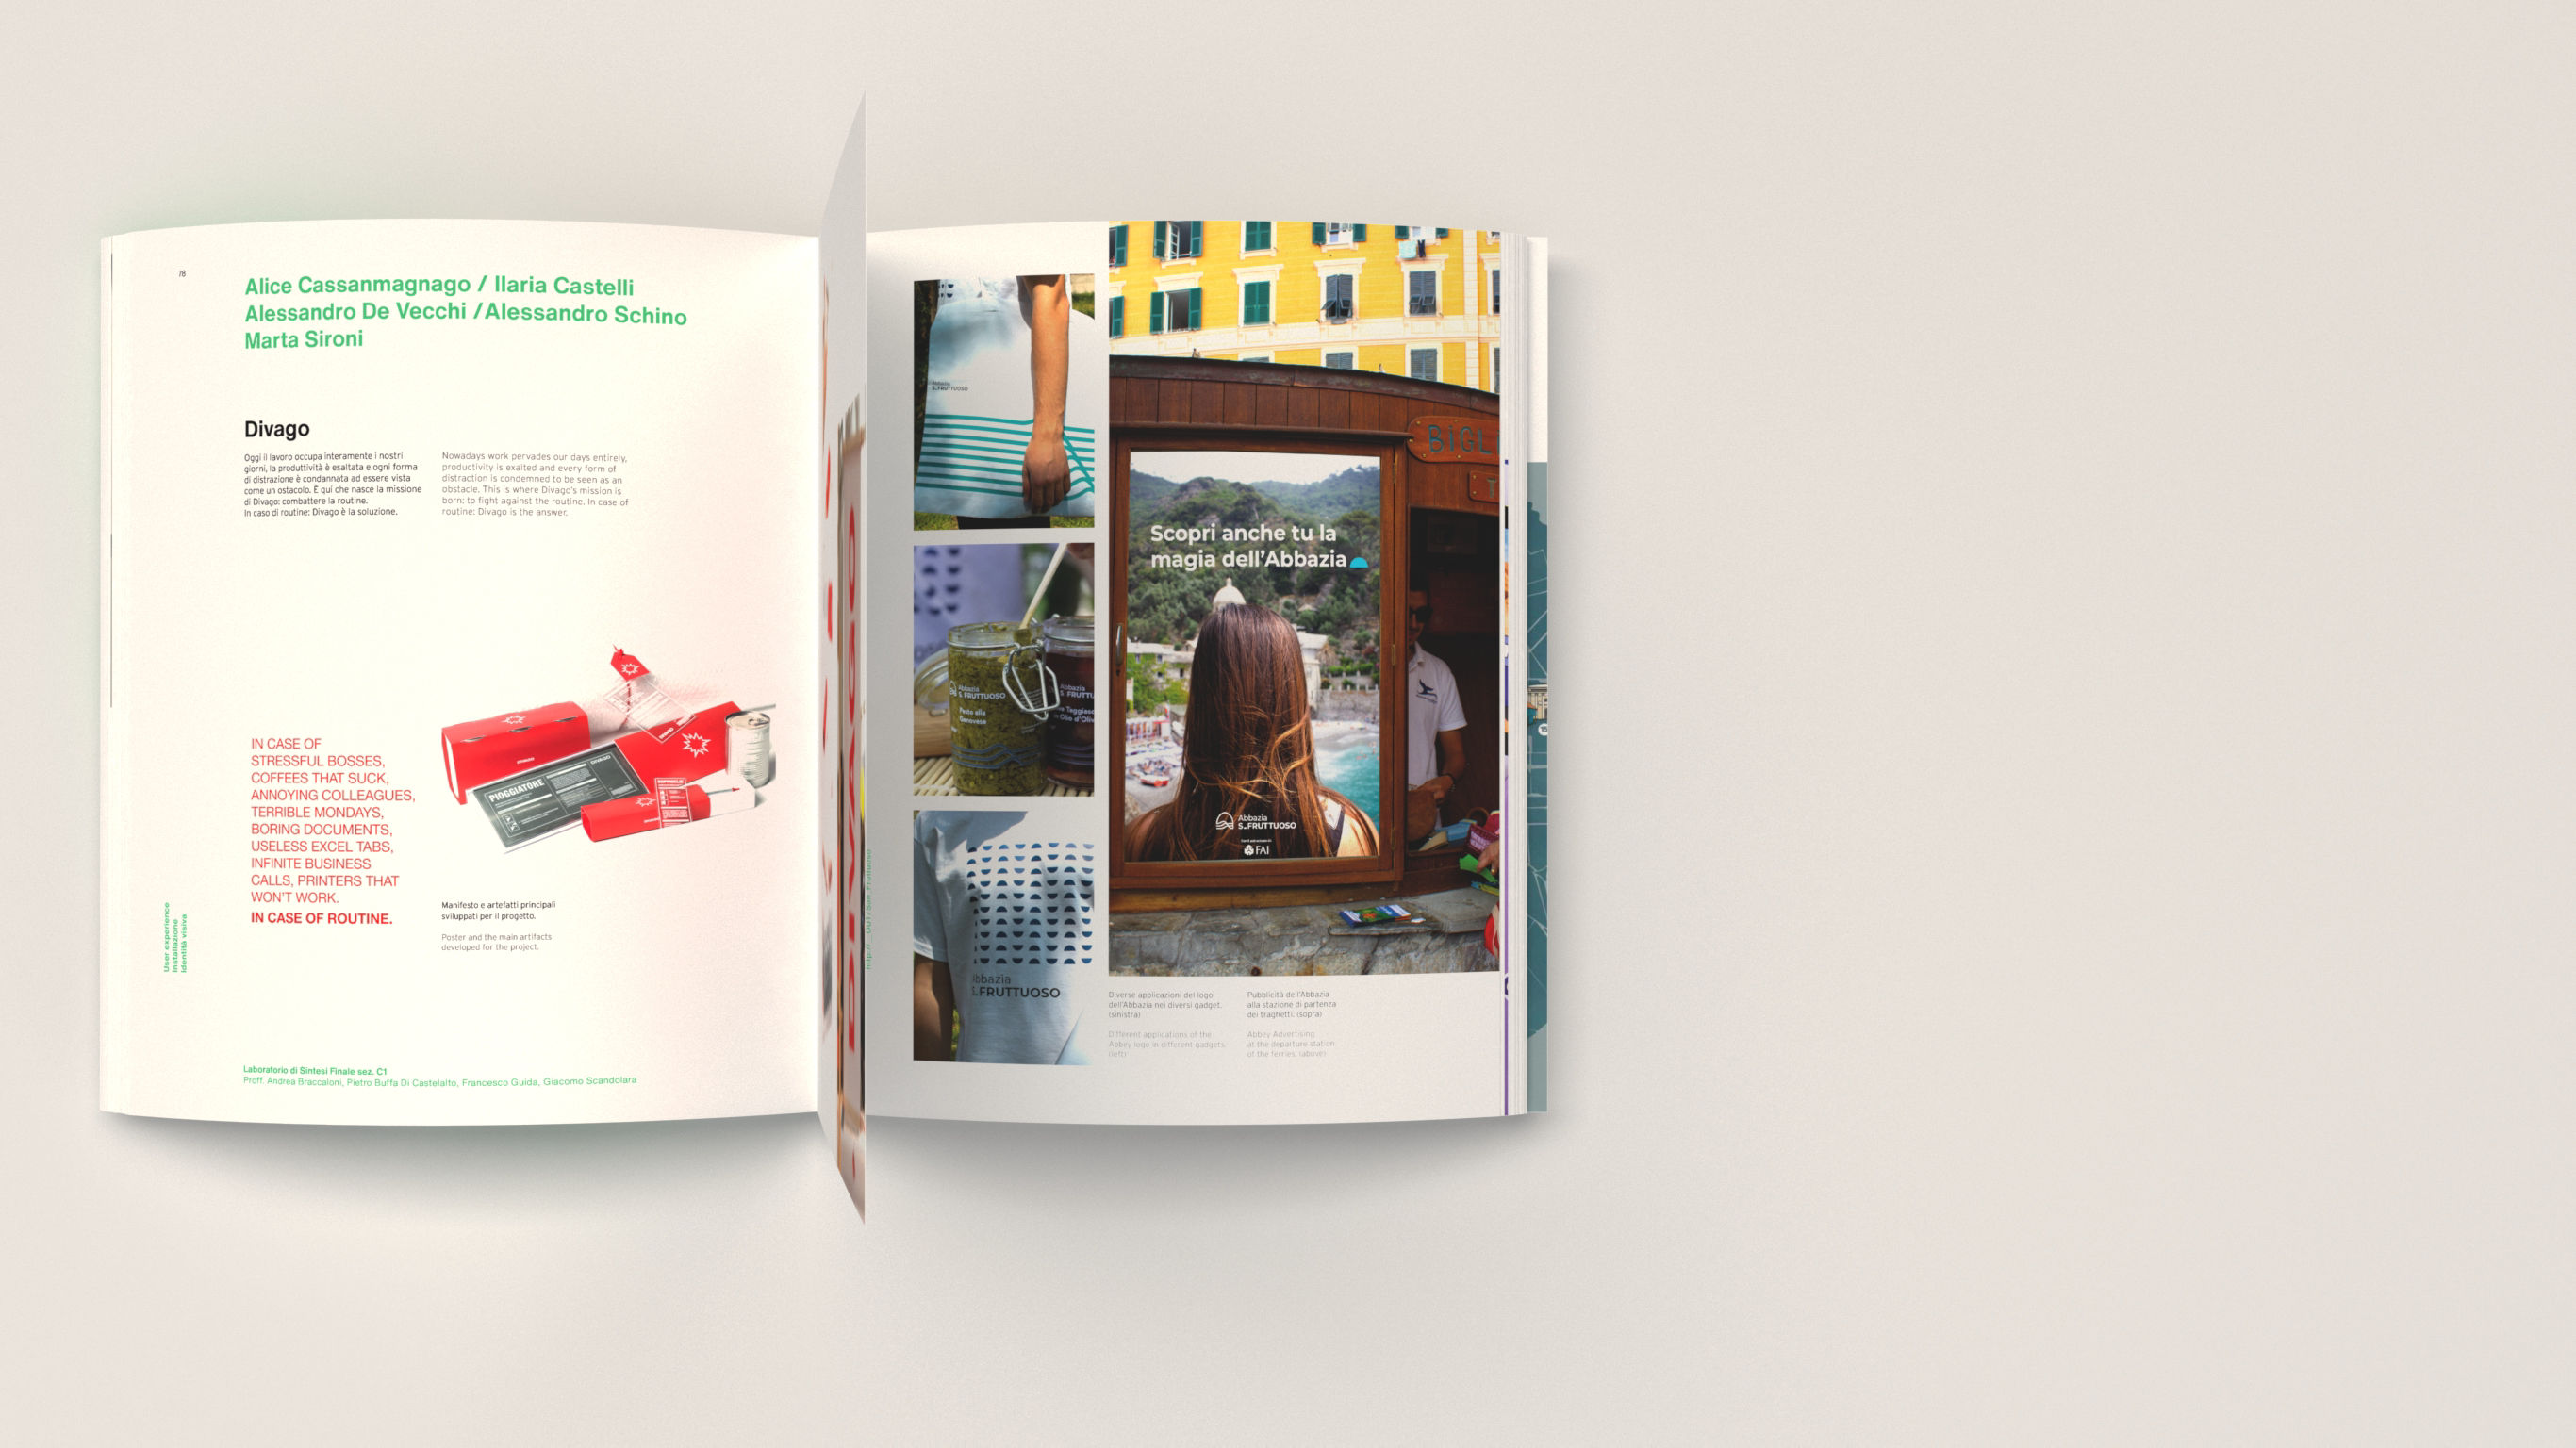 78
Alice Cassanmagnago / Ilaria Castelli
Alessandro De Vecchi /Alessandro Schino
Marta Sironi
Divago
Oggi il lavoro occupa interamente i nostri
giorni, la produttività è esaltata e ogni forma
di distrazione è condannata ad essere vista
come un ostacolo. È qui che nasce la missione
di Divago: combattere la routine.
In caso di routine: Divago è la soluzione.
Nowadays work pervades our days entirely,
productivity is exalted and every form of
distraction is condemned to be seen as an
obstacle. This is where Divago's mission is
born: to fight against the routine. In case of
routine: Divago is the answer.
IN CASE OF
STRESSFUL BOSSES,
COFFEES THAT SUCK,
ANNOYING COLLEAGUES,
TERRIBLE MONDAYS,
BORING DOCUMENTS,
USELESS EXCEL TABS,
INFINITE BUSINESS
CALLS, PRINTERS THAT
WON'T WORK.
IN CASE OF ROUTINE.
PIOGGIATORE
DIVAGO
Manifesto e artefatti principali
sviluppati per il progetto.
Poster and the main artifacts
developed for the project.
User experience
Installazione
Identità visiva
Laboratorio di Sintesi Finale sez. C1
Proff. Andrea Braccaloni, Pietro Buffa Di Castelalto, Francesco Guida, Giacomo Scandolara
DIVAGO
Abbazia
S.FRUTTUOSO
Abbazia
S.FRUTTUOSO
Pesto alla
Genovese
Abbazia
S.FRUTTU
Abbazia
S.FRUTTUOSO
BIGL
Scopri anche tu la
magia dell'Abbazia
Abbazia
S.FRUTTUOSO
FAI
Diverse applicazioni del logo
dell'Abbazia nei diversi gadget.
(sinistra)
Different applications of the
Abbey logo in different gadgets.
Pubblicità dell'Abbazia
alla stazione di partenza
dei traghetti. (sopra)
Abbey Advertising
at the departure station
of the ferries. (above)